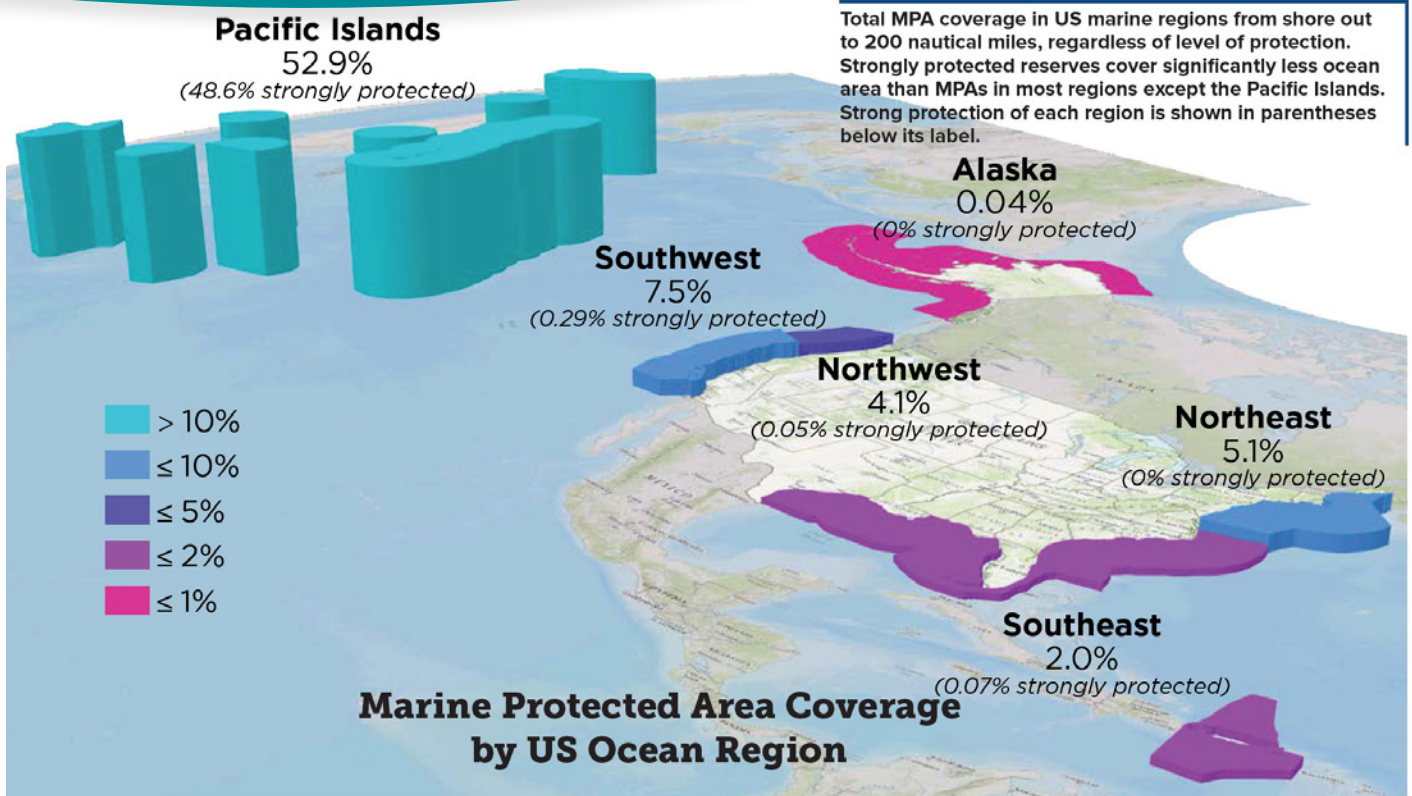 Pacific Islands
52.9%
(48.6% strongly protected)
Total MPA coverage in US marine regions from shore out
to 200 nautical miles, regardless of level of protection.
Strongly protected reserves cover significantly less ocean
area than MPAs in most regions except the Pacific Islands.
Strong protection of each region is shown in parentheses
below its label.
Alaska
0.04%
(0% strongly protected)
Southwest
7.5%
(0.29% strongly protected)
Northwest
4.1%
(0.05% strongly protected)
Northeast
5.1%
(0% strongly protected)
> 10%
≤ 10%
≤ 5%
≤ 2%
≤ 1%
CANADA
MEXICO
Southeast
2.0%
(0.07% strongly protected)
Marine Protected Area Coverage
by US Ocean Region